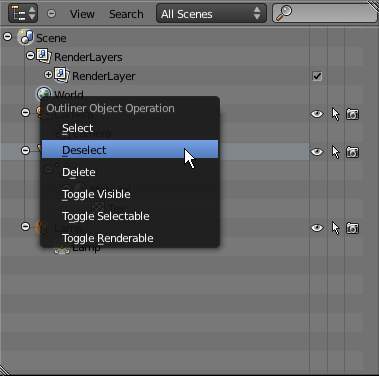 View Search All Scenes
Scene
RenderLayers
RenderLayer
World
Outliner Object Operation
Select
Deselect
Delete
Toggle Visible
Toggle Selectable
Toggle Renderable
Lamp